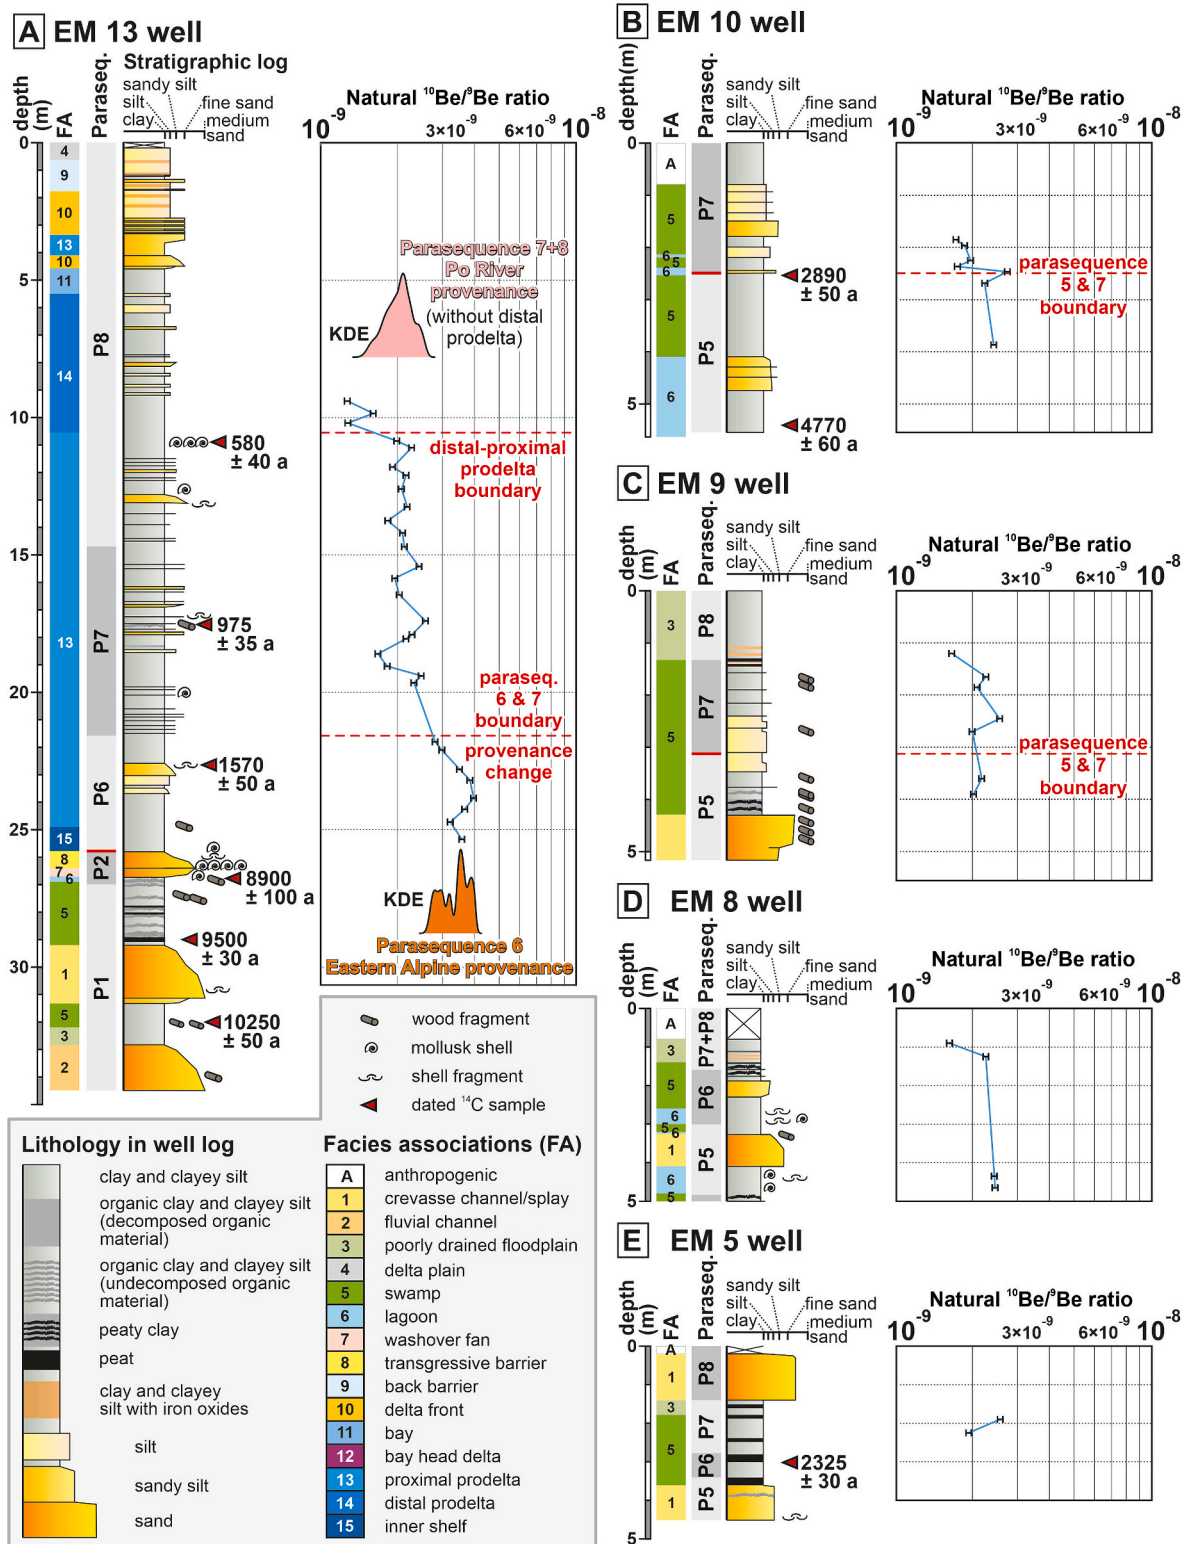 A EM 13 well
Stratigraphic log
depth (m)
FA
Paraseq.
sandy silt
silt
clay
fine sand
medium
sand
Natural ¹⁰Be/⁹Be ratio
10⁻⁹
3×10⁻⁹
6×10⁻⁹
10⁻⁸
0
5
10
15
20
25
30
4
9
10
13
10
11
14
13
15
8
7
6
5
1
5
3
2
P8
P7
P6
P2
P1
580
± 40 a
975
± 35 a
1570
± 50 a
8900
± 100 a
9500
± 30 a
10250
± 50 a
Parasequence 7+8
Po River
provenance
(without distal
prodelta)
KDE
distal-proximal
prodelta
boundary
paraseq.
6 & 7
boundary
provenance
change
KDE
Parasequence 6
Eastern Alpine provenance
B EM 10 well
depth(m)
FA
Paraseq.
sandy silt
silt
clay
fine sand
medium
sand
Natural ¹⁰Be/⁹Be ratio
10⁻⁹
3×10⁻⁹
6×10⁻⁹
10⁻⁸
0
5
A
5
6
5
6
5
6
P7
P5
2890
± 50 a
4770
± 60 a
parasequence
5 & 7
boundary
C EM 9 well
depth (m)
FA
Paraseq.
sandy silt
silt
clay
fine sand
medium
sand
Natural ¹⁰Be/⁹Be ratio
10⁻⁹
3×10⁻⁹
6×10⁻⁹
10⁻⁸
0
5
3
5
P8
P7
P5
parasequence
5 & 7
boundary
D EM 8 well
depth (m)
FA
Paraseq.
sandy silt
silt
clay
fine sand
medium
sand
Natural ¹⁰Be/⁹Be ratio
10⁻⁹
3×10⁻⁹
6×10⁻⁹
10⁻⁸
0
5
A
3
5
6
5
6
1
6
5
P7+P8
P6
P5
E EM 5 well
depth (m)
FA
Paraseq.
sandy silt
silt
clay
fine sand
medium
sand
Natural ¹⁰Be/⁹Be ratio
10⁻⁹
3×10⁻⁹
6×10⁻⁹
10⁻⁸
0
5
A
1
3
5
1
P8
P7
P6
P5
2325
± 30 a
wood fragment
mollusk shell
shell fragment
dated ¹⁴C sample
Lithology in well log
clay and clayey silt
organic clay and clayey silt
(decomposed organic
material)
organic clay and clayey silt
(undecomposed organic
material)
peaty clay
peat
clay and clayey
silt with iron oxides
silt
sandy silt
sand
Facies associations (FA)
A anthropogenic
1 crevasse channel/splay
2 fluvial channel
3 poorly drained floodplain
4 delta plain
5 swamp
6 lagoon
7 washover fan
8 transgressive barrier
9 back barrier
10 delta front
11 bay
12 bay head delta
13 proximal prodelta
14 distal prodelta
15 inner shelf